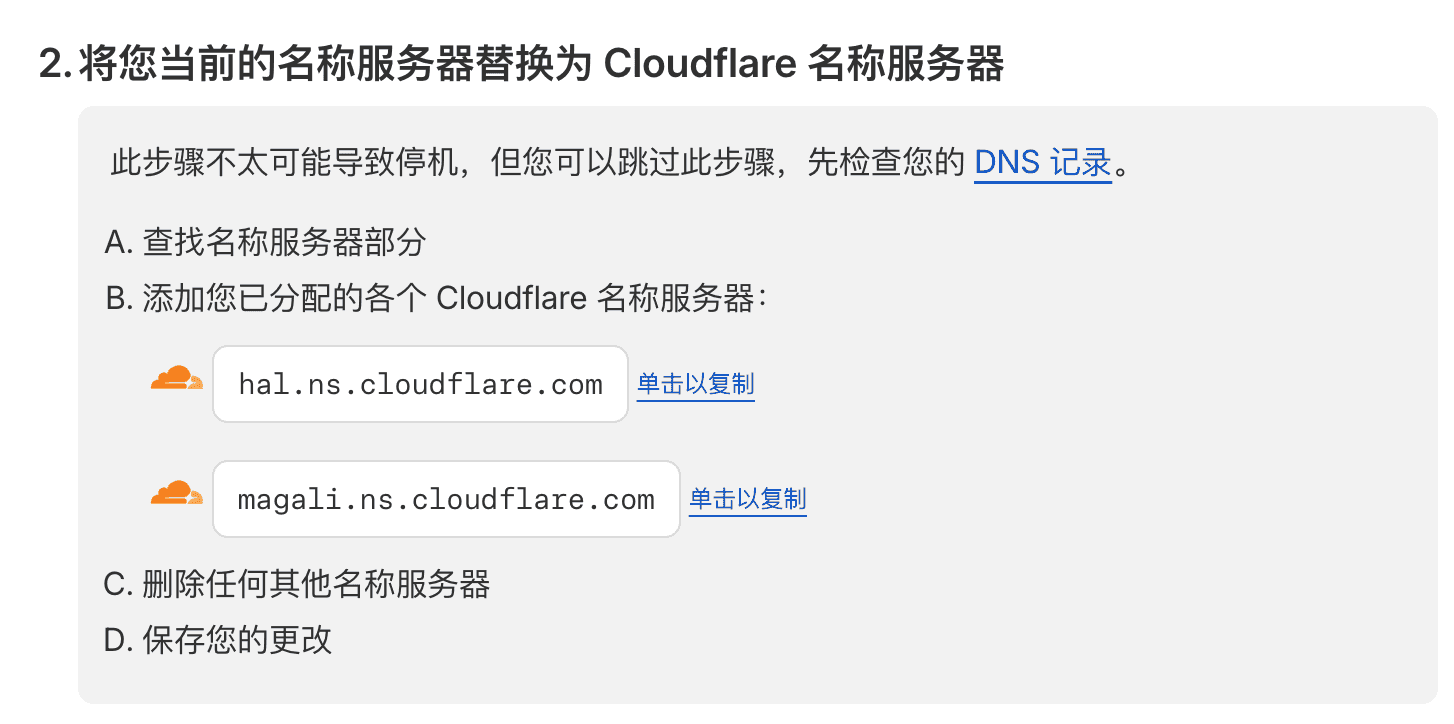 2. 将您当前的名称服务器替换为 Cloudflare 名称服务器
此步骤不太可能导致停机，但您可以跳过此步骤，先检查您的 DNS 记录。
A. 查找名称服务器部分
B. 添加您已分配的各个 Cloudflare 名称服务器：
hal.ns.cloudflare.com 单击以复制
magali.ns.cloudflare.com 单击以复制
C. 删除任何其他名称服务器
D. 保存您的更改